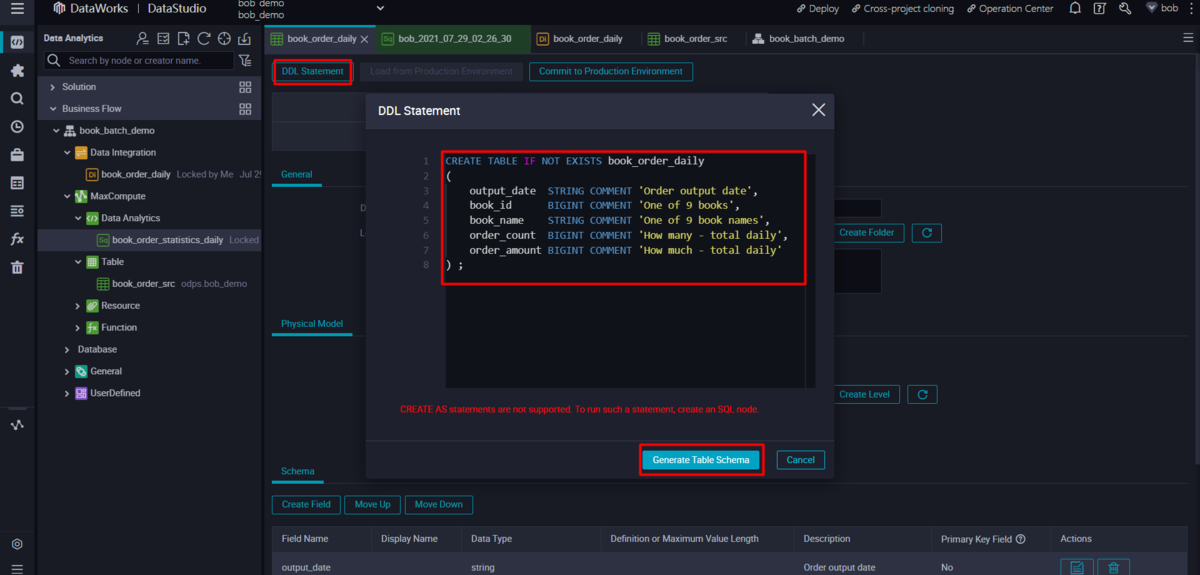 DataWorks | DataStudio
bob_demo
bob_demo
Deploy
Cross-project cloning
Operation Center
bob
Data Analytics
Search by node or creator name.
Solution
Business Flow
book_batch_demo
Data Integration
DI book_order_daily Locked by Me Jul 29
MaxCompute
Data Analytics
Sq book_order_statistics_daily Locked
Table
book_order_src odps.bob_demo
Resource
fx Function
Database
General
UserDefined
book_order_daily
Sq bob_2021_07_29_02_26_30
DI book_order_daily
book_order_src
book_batch_demo
DDL Statement
Load from Production Environment
Commit to Production Environment
General
Create Folder
Physical Model
Create Level
DDL Statement
1 CREATE TABLE IF NOT EXISTS book_order_daily
2 (
3 output_date STRING COMMENT 'Order output date',
4 book_id BIGINT COMMENT 'One of 9 books',
5 book_name STRING COMMENT 'One of 9 book names',
6 order_count BIGINT COMMENT 'How many - total daily',
7 order_amount BIGINT COMMENT 'How much - total daily'
8 ) ;
CREATE AS statements are not supported. To run such a statement, create an SQL node.
Generate Table Schema
Cancel
Schema
Create Field
Move Up
Move Down
Field Name Display Name Data Type Definition or Maximum Value Length Description Primary Key Field Actions
output_date string Order output date No